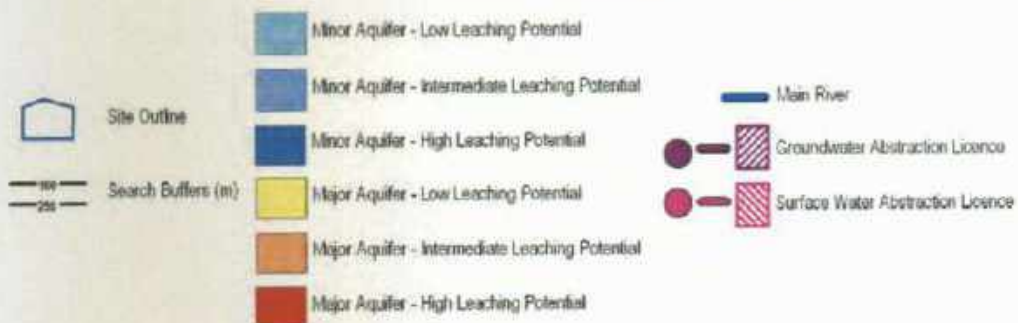 Site Outline
500
250
Search Buffers (m)
Minor Aquifer - Low Leaching Potential
Minor Aquifer - Intermediate Leaching Potential
Minor Aquifer - High Leaching Potential
Major Aquifer - Low Leaching Potential
Major Aquifer - Intermediate Leaching Potential
Major Aquifer - High Leaching Potential
Main River
Groundwater Abstraction Licence
Surface Water Abstraction Licence